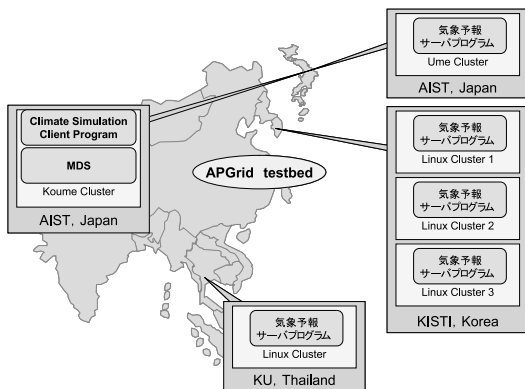 気象予報
サーバプログラム
Ume Cluster
AIST, Japan
Climate Simulation
Client Program
MDS
Koume Cluster
AIST, Japan
APGrid testbed
気象予報
サーバプログラム
Linux Cluster 1
気象予報
サーバプログラム
Linux Cluster 2
気象予報
サーバプログラム
Linux Cluster 3
KISTI, Korea
気象予報
サーバプログラム
Linux Cluster
KU, Thailand